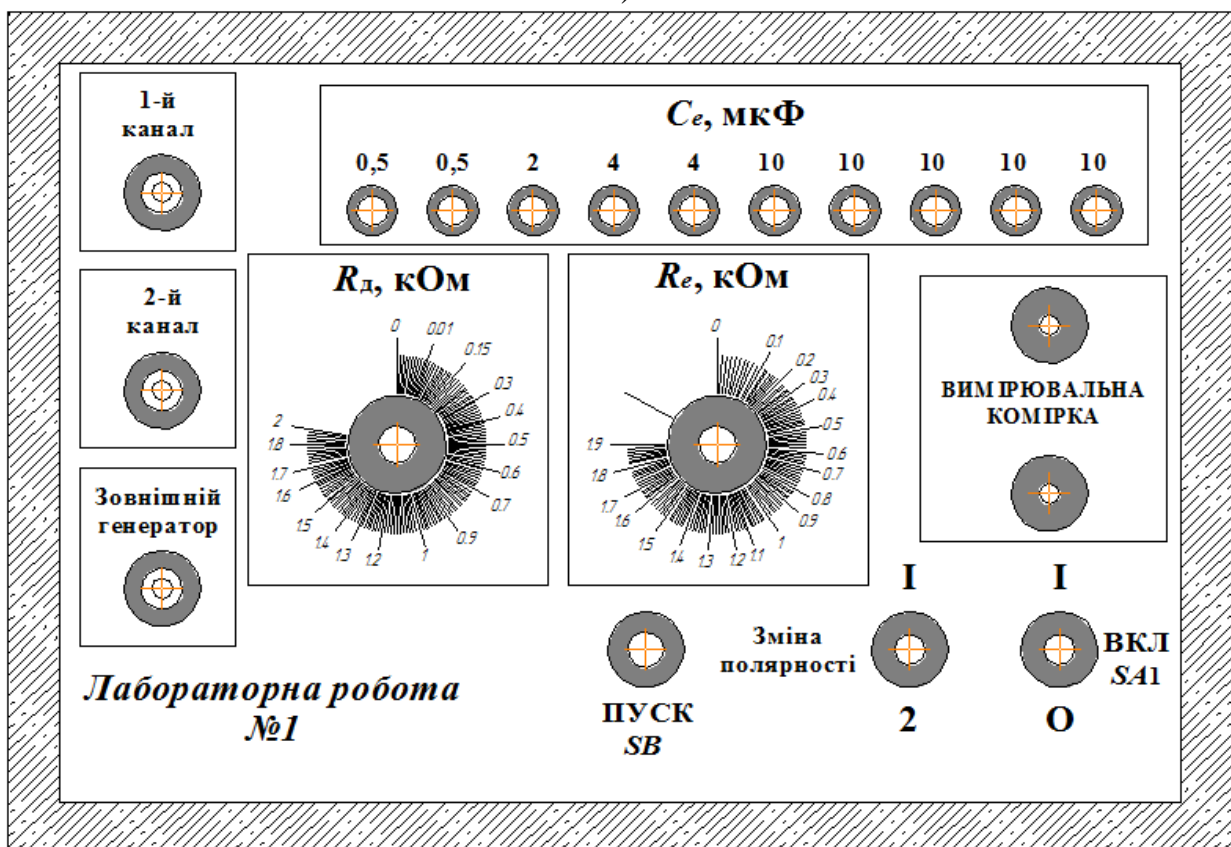 )
1-й
канал
Cе, мкФ
0,5 0,5 2 4 4 10 10 10 10 10
2-й
канал
Rд, кОм
0 0.01 0.15 0.3 0.4 0.5 0.6 0.7 0.9 1 1.2 1.3 1.4 1.5 1.6 1.7 1.8 2
Rе, кОм
0 0.1 0.2 0.3 0.4 0.5 0.6 0.7 0.8 0.9 1 1.1 1.2 1.3 1.4 1.5 1.6 1.7 1.8 1.9
ВИМІРЮВАЛЬНА
КОМІРКА
Зовнішній
генератор
Лабораторна робота
№1
ПУСК
SB
Зміна
полярності
I
2
I
ВКЛ
SA1
О